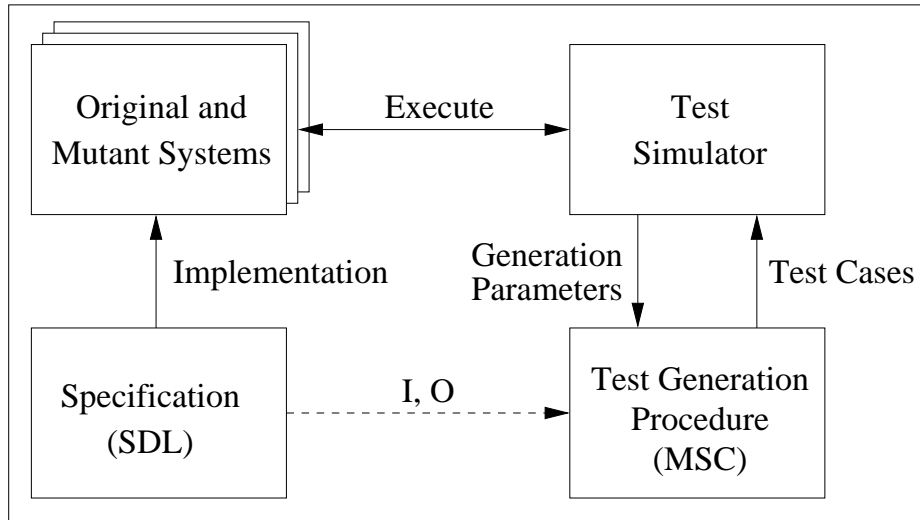 Original and
Mutant Systems
Execute
Test
Simulator
Implementation
Generation
Parameters
Test Cases
Specification
(SDL)
I, O
Test Generation
Procedure
(MSC)